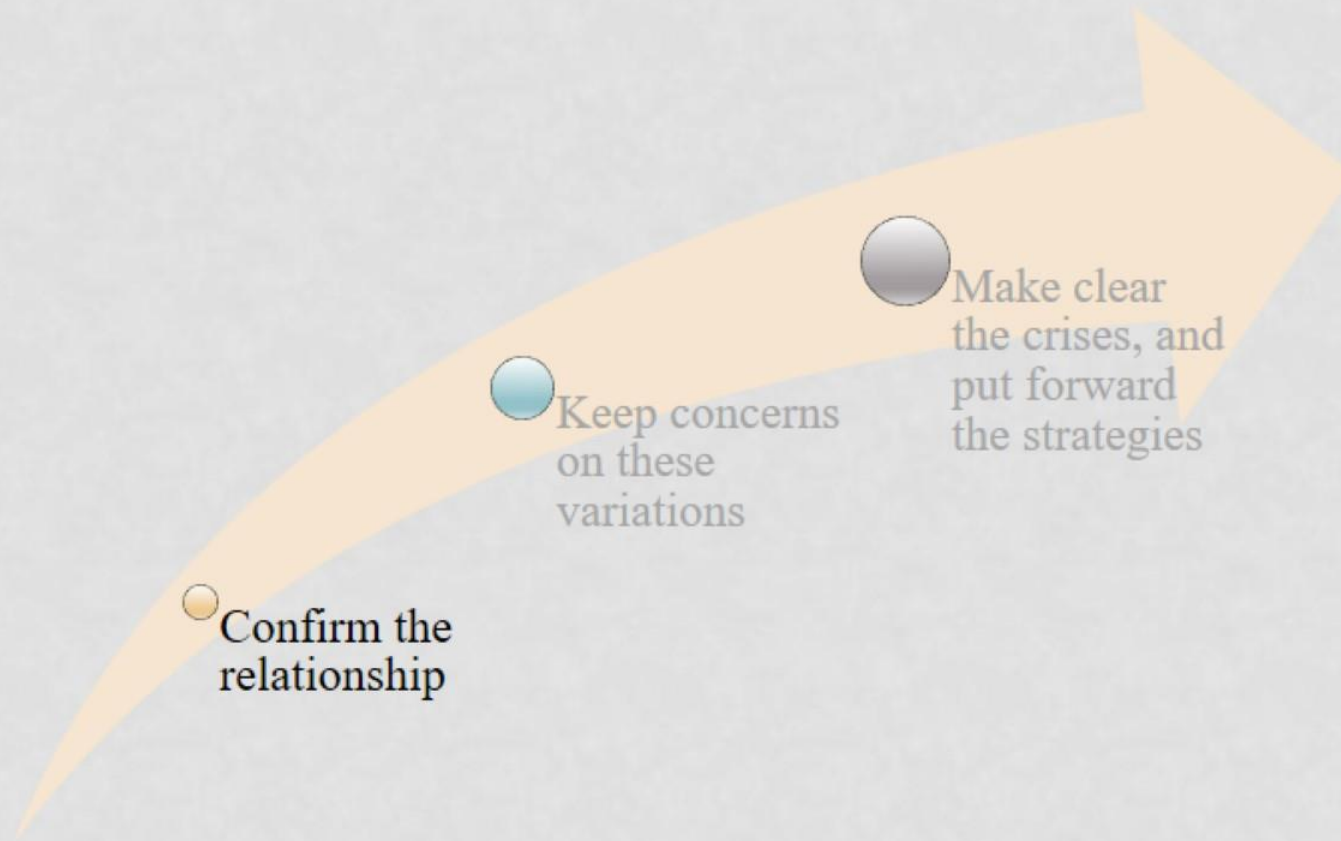 Confirm the
relationship
Keep concerns
on these
variations
Make clear
the crises, and
put forward
the strategies